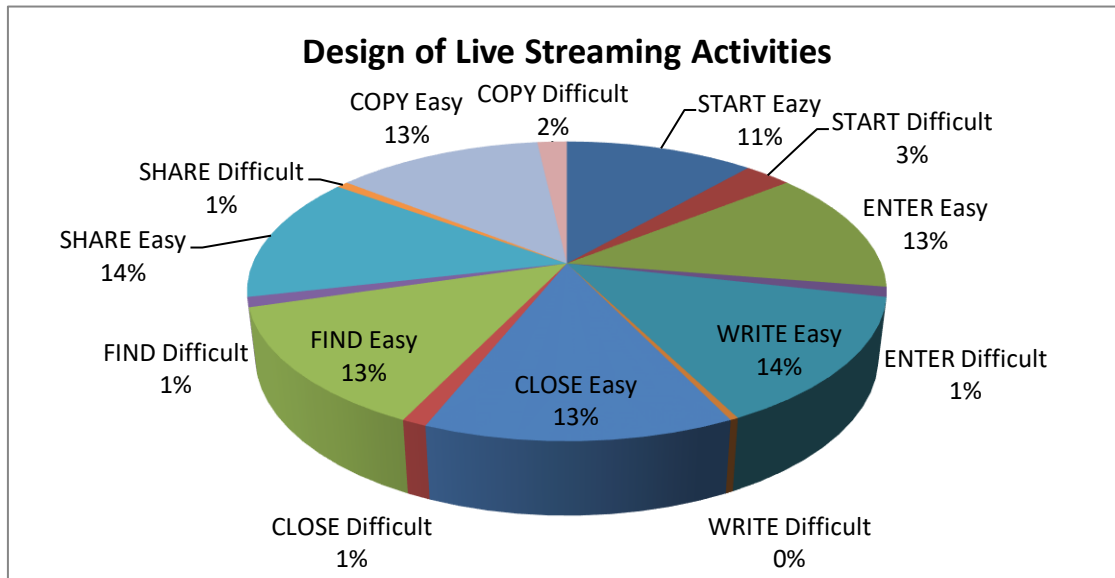 Design of Live Streaming Activities
COPY Easy
13%
COPY Difficult
2%
START Eazy
11%
START Difficult
3%
SHARE Difficult
1%
ENTER Easy
13%
SHARE Easy
14%
FIND Easy
13%
WRITE Easy
14%
FIND Difficult
1%
CLOSE Easy
13%
ENTER Difficult
1%
CLOSE Difficult
1%
WRITE Difficult
0%